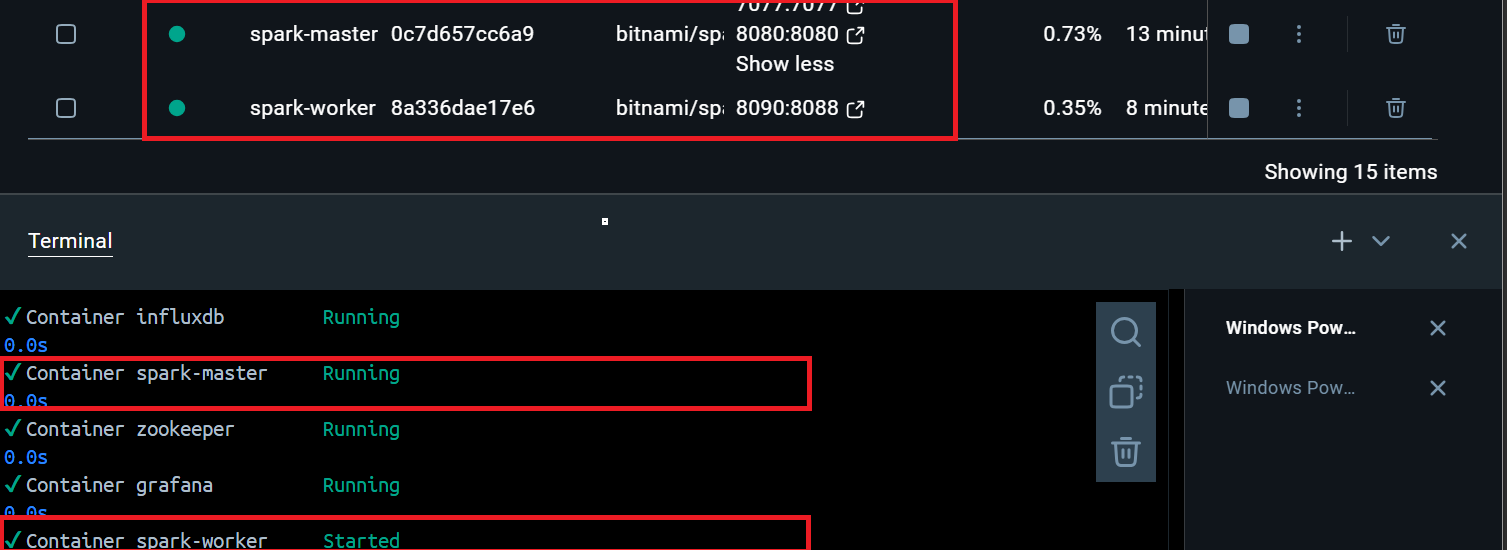 7077:7077
spark-master 0c7d657cc6a9 bitnami/spa 8080:8080 0.73% 13 minut
Show less
spark-worker 8a336dae17e6 bitnami/spa 8090:8088 0.35% 8 minute
Showing 15 items
Terminal
✓ Container influxdb Running
0.0s
✓ Container spark-master Running
0.0s
✓ Container zookeeper Running
0.0s
✓ Container grafana Running
0.0s
✓ Container spark-worker Started
Windows Pow...
Windows Pow...